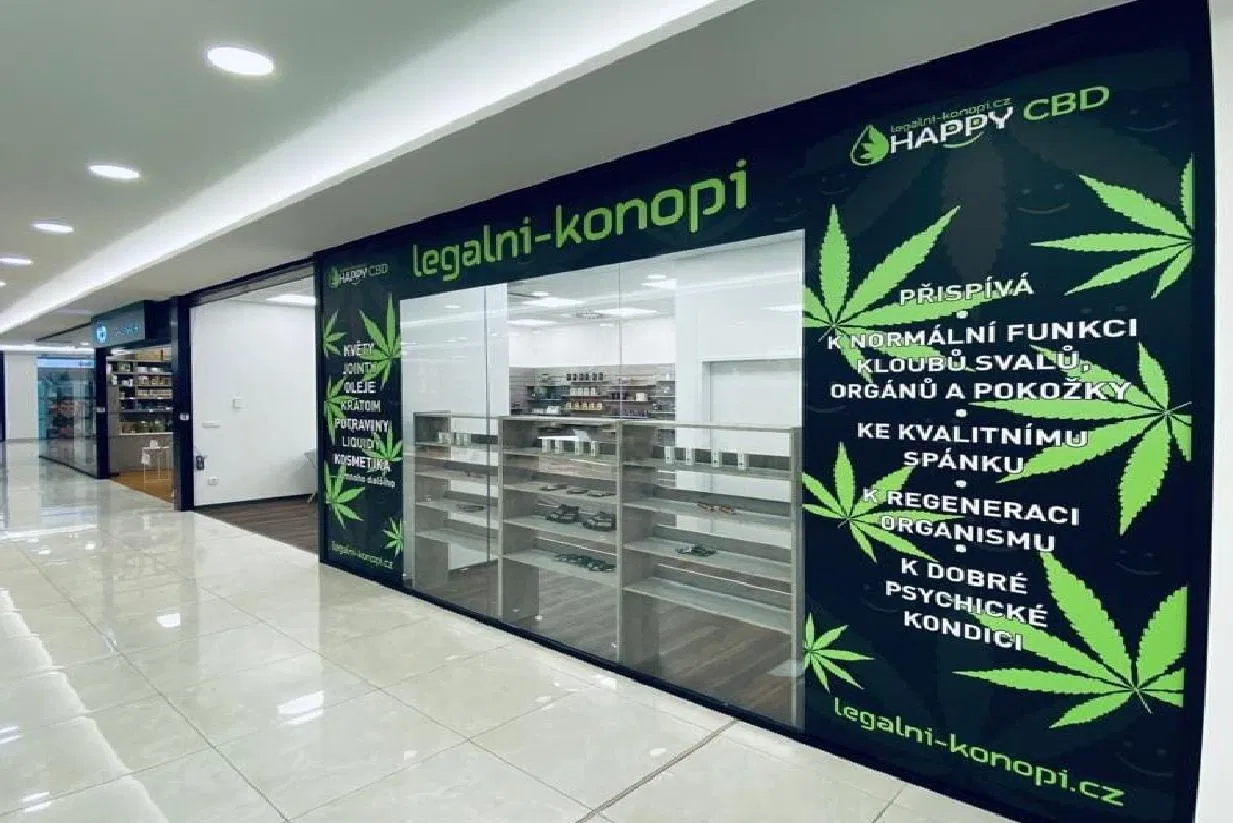 HAPPY CBD
legalni-konopi
KVĚTY
JOINTY
OLEJE
KRATOM
POTRAVINY
LIQUIDY
KOSMETIKA
legalni-konopi.cz
legalni-konopi.cz
HAPPY CBD
PŘISPÍVÁ
•
K NORMÁLNÍ FUNKCI
KLOUBŮ SVALŮ,
ORGÁNŮ A POKOŽKY
•
KE KVALITNÍMU
SPÁNKU
•
K REGENERACI
ORGANISMU
•
K DOBRÉ
PSYCHICKÉ
KONDICI
legalni-konopi.cz